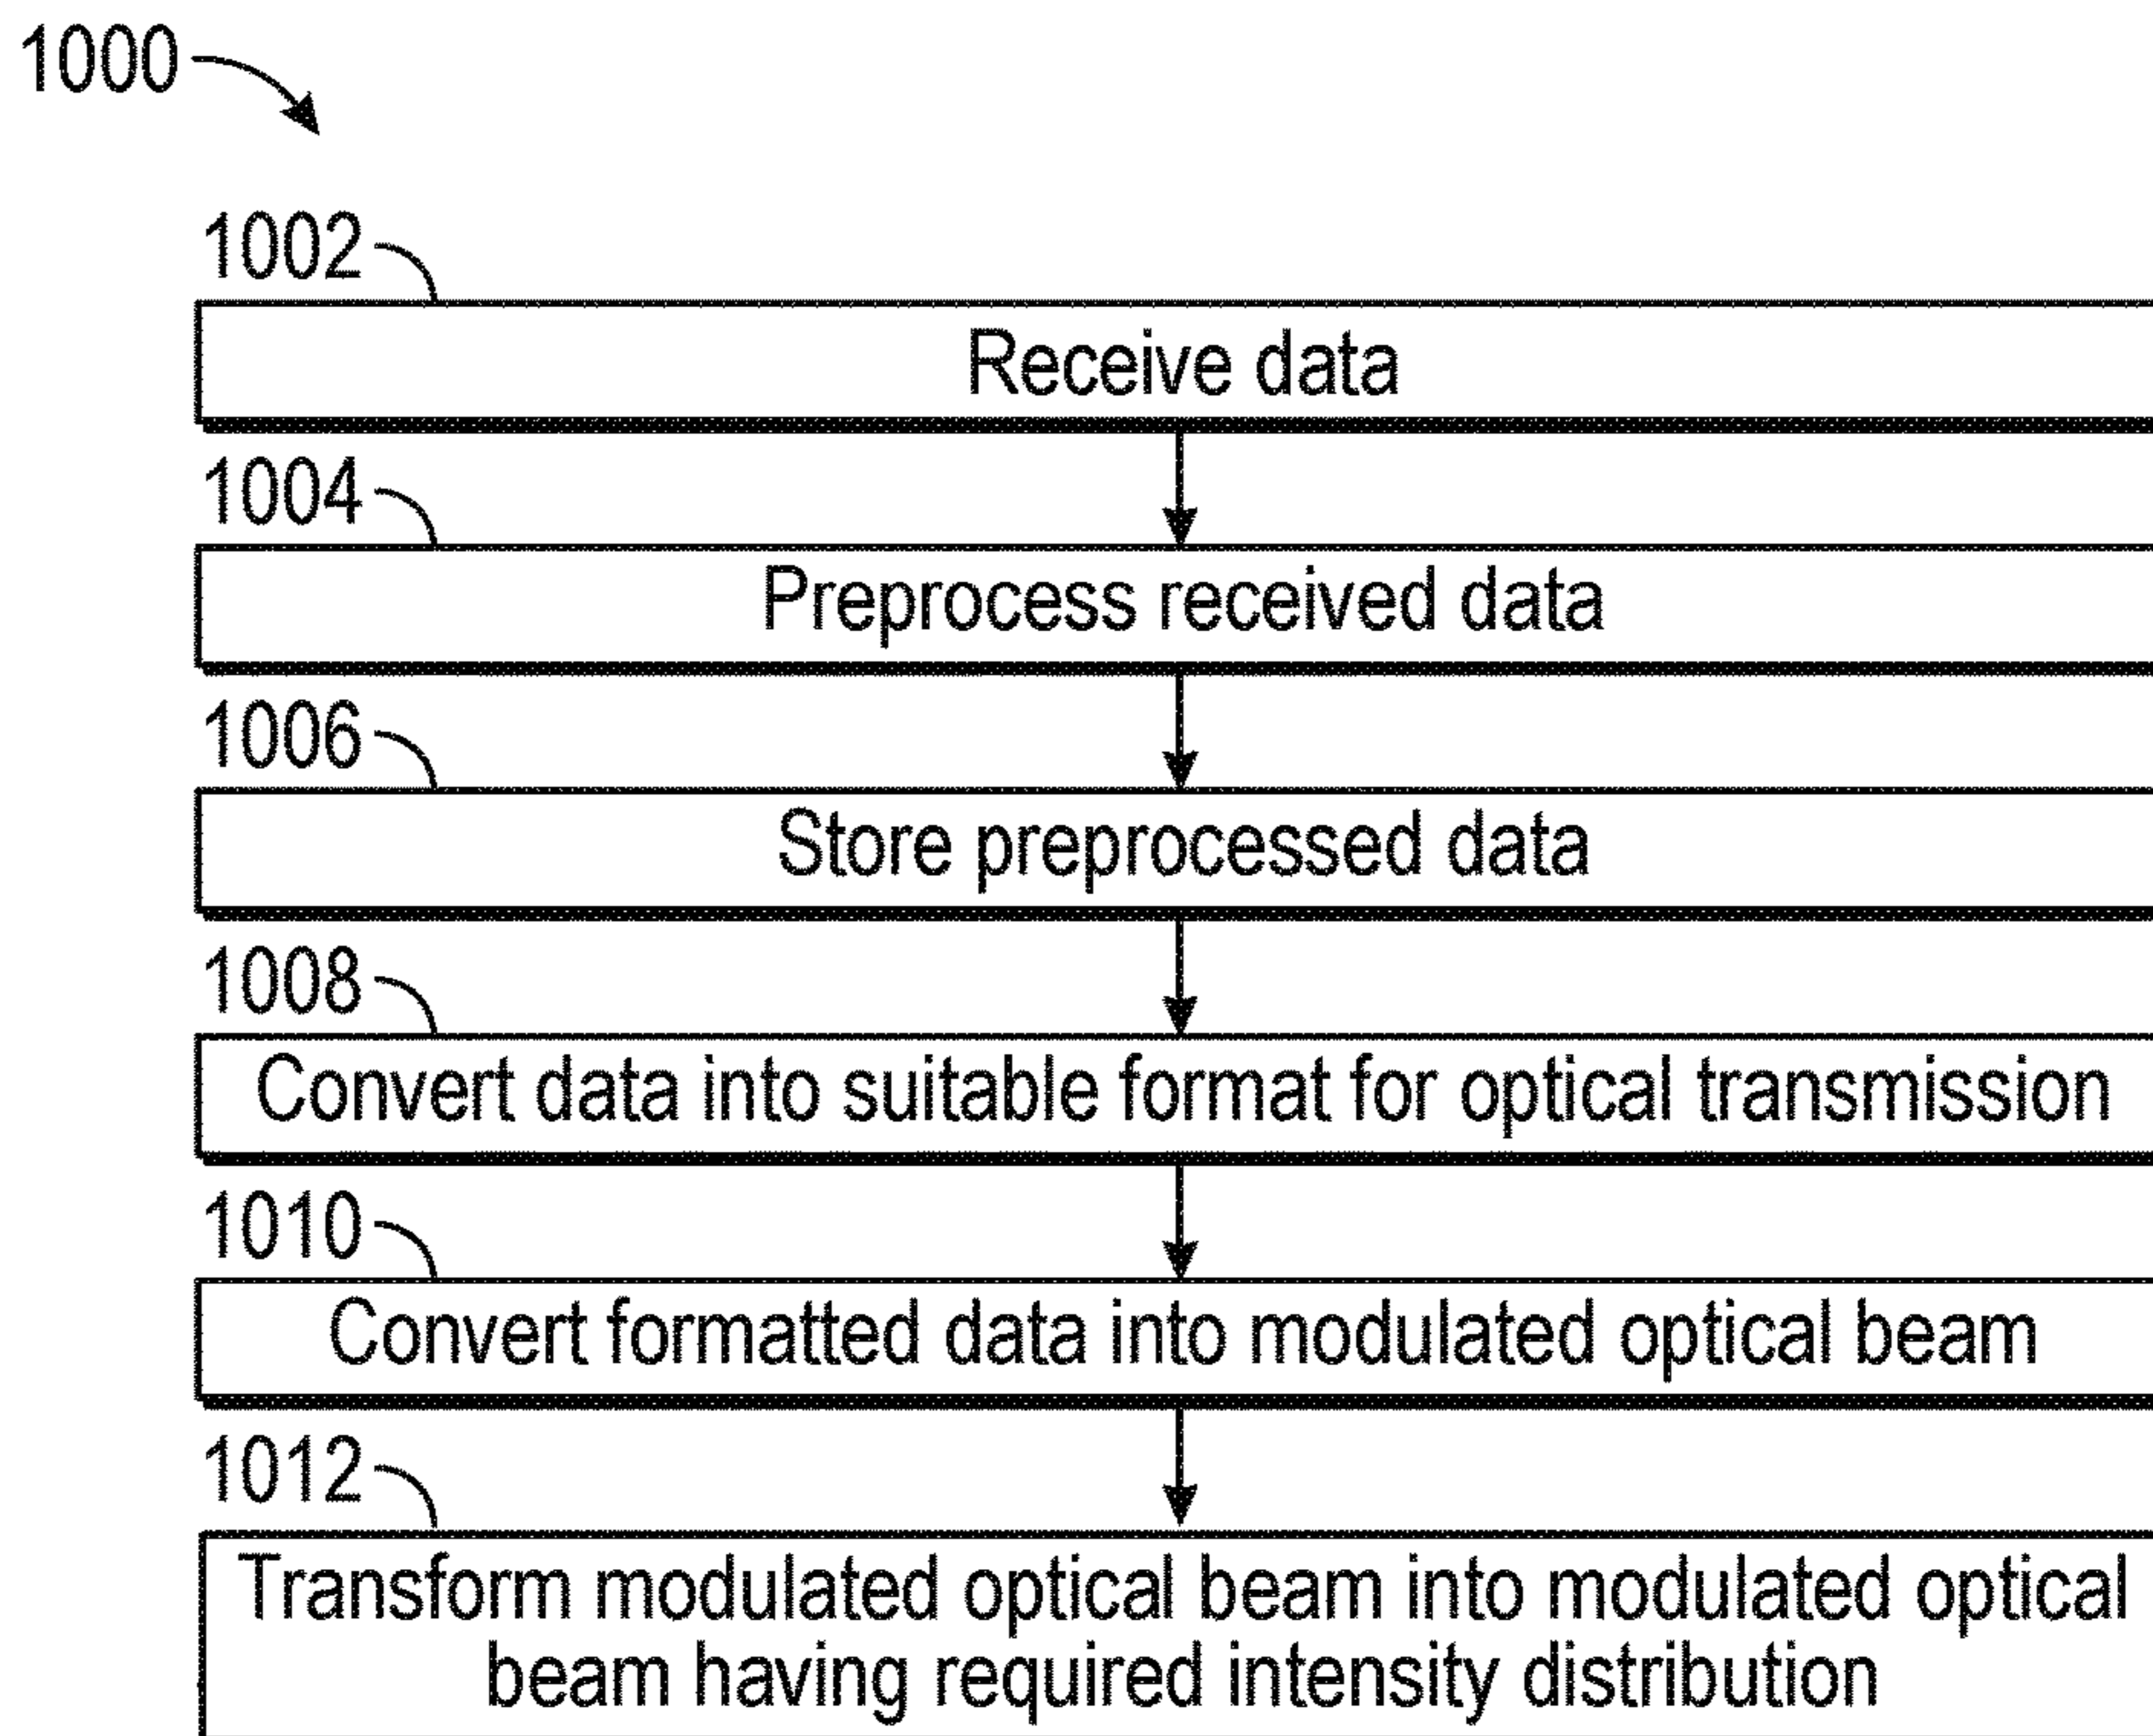 1000
1002
Receive data
1004
Preprocess received data
1006
Store preprocessed data
1008
Convert data into suitable format for optical transmission
1010
Convert formatted data into modulated optical beam
1012
Transform modulated optical beam into modulated optical
beam having required intensity distribution